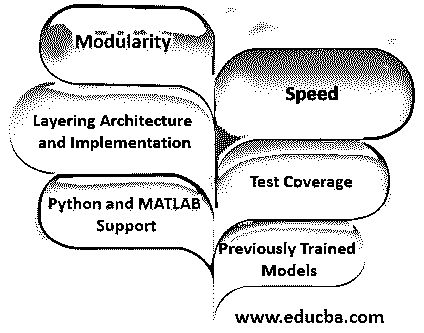 Modularity
Speed
Layering Architecture
and Implementation
Test Coverage
Python and MATLAB
Support
Previously Trained
Models
www.educba.com